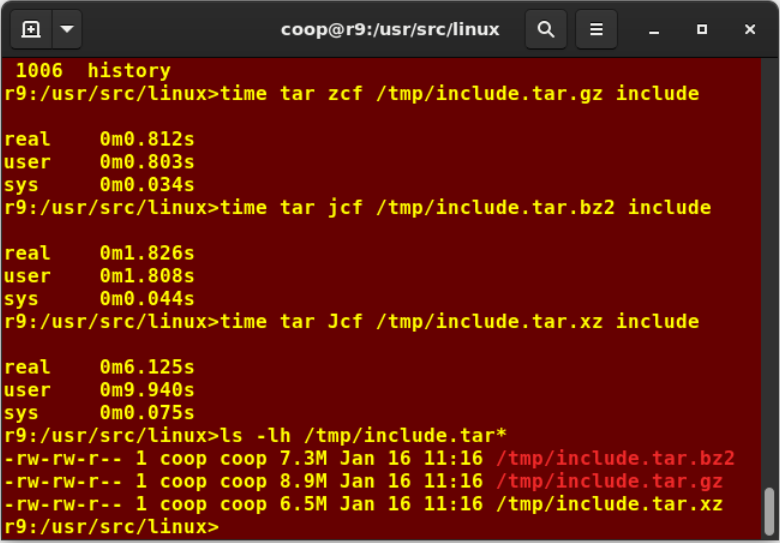 coop@r9:/usr/src/linux
1006  history
r9:/usr/src/linux>time tar zcf /tmp/include.tar.gz include
real    0m0.812s
user    0m0.803s
sys     0m0.034s
r9:/usr/src/linux>time tar jcf /tmp/include.tar.bz2 include
real    0m1.826s
user    0m1.808s
sys     0m0.044s
r9:/usr/src/linux>time tar Jcf /tmp/include.tar.xz include
real    0m6.125s
user    0m9.940s
sys     0m0.075s
r9:/usr/src/linux>ls -lh /tmp/include.tar*
-rw-rw-r-- 1 coop coop 7.3M Jan 16 11:16 /tmp/include.tar.bz2
-rw-rw-r-- 1 coop coop 8.9M Jan 16 11:16 /tmp/include.tar.gz
-rw-rw-r-- 1 coop coop 6.5M Jan 16 11:16 /tmp/include.tar.xz
r9:/usr/src/linux>